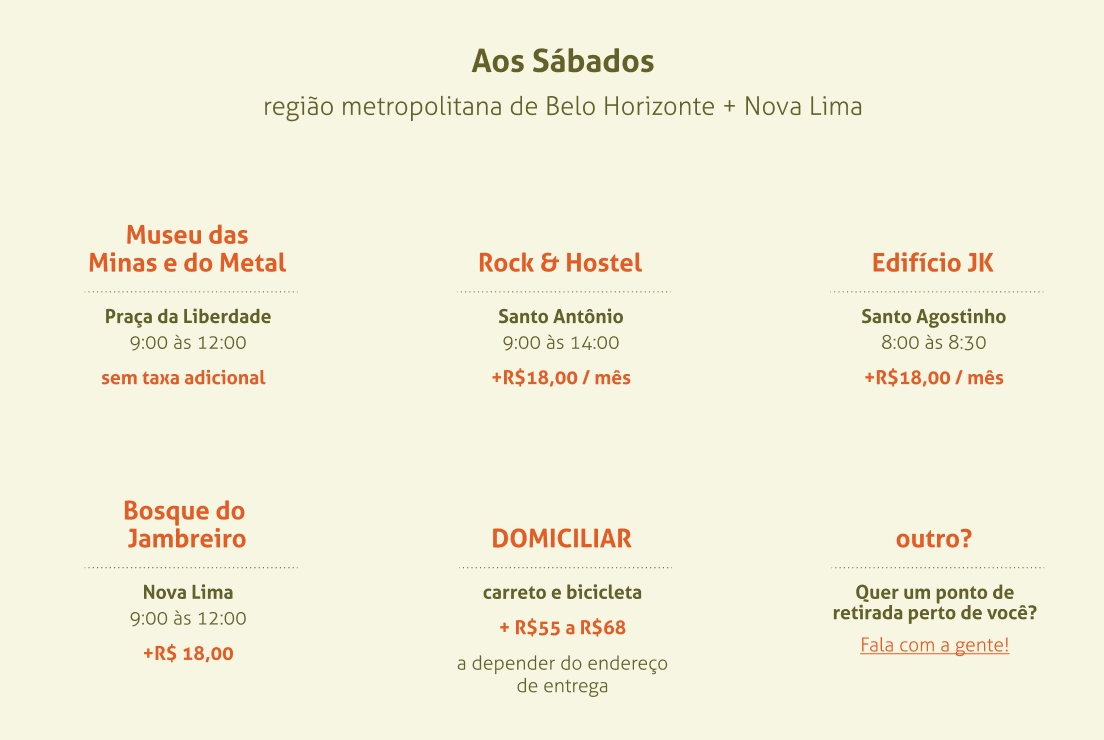 Aos Sábados
região metropolitana de Belo Horizonte + Nova Lima
Museu das
Minas e do Metal
Praça da Liberdade
9:00 às 12:00
sem taxa adicional
Rock & Hostel
Santo Antônio
9:00 às 14:00
+R$18,00 / mês
Edifício JK
Santo Agostinho
8:00 às 8:30
+R$18,00 / mês
Bosque do
Jambreiro
Nova Lima
9:00 às 12:00
+R$ 18,00
DOMICILIAR
carreto e bicicleta
+ R$55 a R$68
a depender do endereço
de entrega
outro?
Quer um ponto de
retirada perto de você?
Fala com a gente!